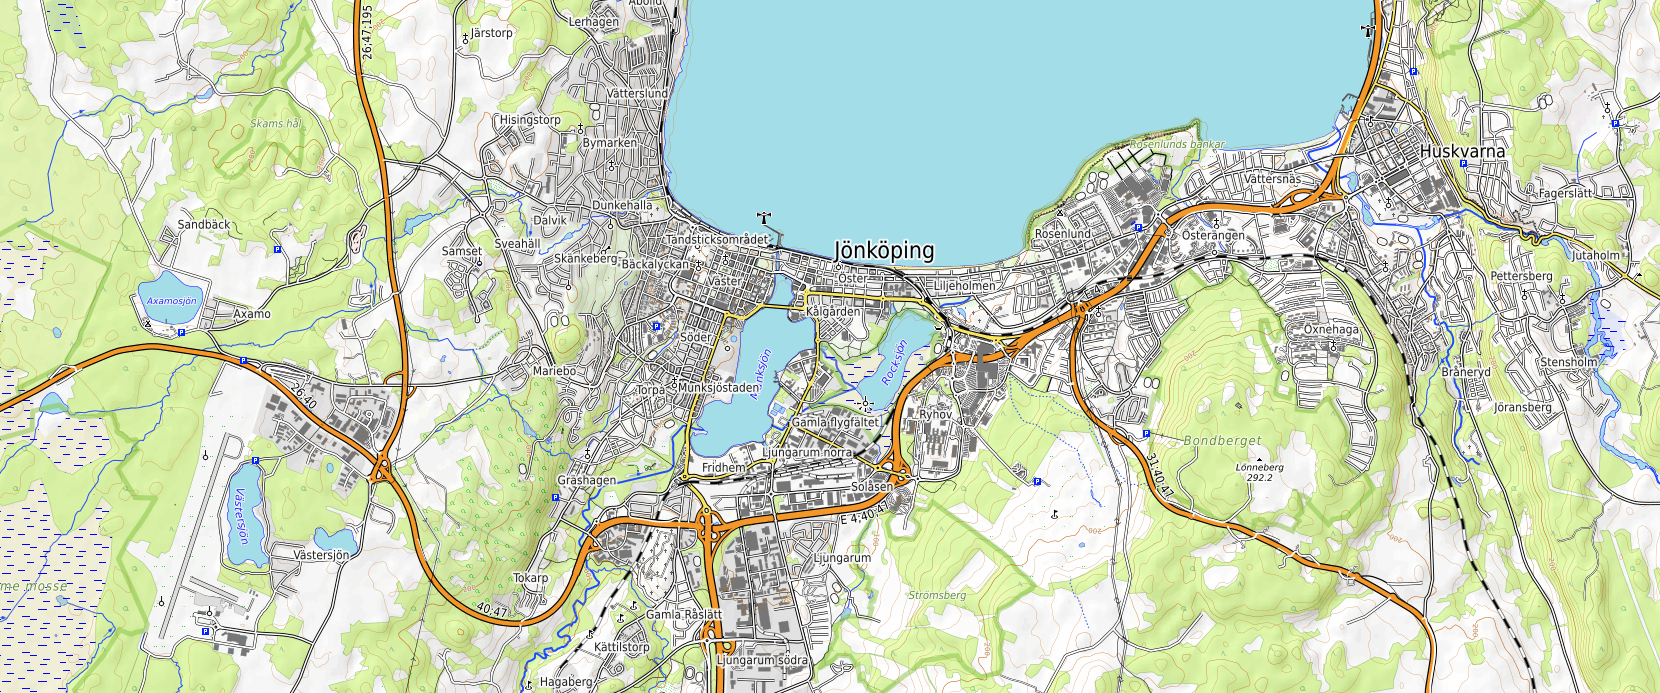 Abolid
Lerhagen
Järstorp
26:47:195
Vätterslund
Hisingstorp
Skams hål
Bymarken
Rosenlunds bankar
Huskvarna
Vättersnäs
Fagerslätt
Dunkehalla
Dalvik
Sandbäck
Rosenlund
Österängen
Sveahäll
Tändsticksområdet
Jönköping
Samset
Skänkeberg
Bäckalyckan
Jutaholm
Pettersberg
Väster
Öster
Liljeholmen
Axamosjön
E 4
Axamo
Kålgården
Öxnehaga
Söder
Munksjön
Rocksjön
Stensholm
Mariebo
Bråneryd
Torpa
Munksjöstaden
26:40
Jöransberg
Ryhov
Gamla flygfältet
Bondberget
Ljungarum norra
Fridhem
Lönneberg
292.2
31:40:47
Gräshagen
Solåsen
Västersjön
E 4:40:47
Västersjön
Ljungarum
Tokarp
me mosse
Strömsberg
40:47
Gamla Råslätt
Kättilstorp
Ljungarum södra
Hagaberg